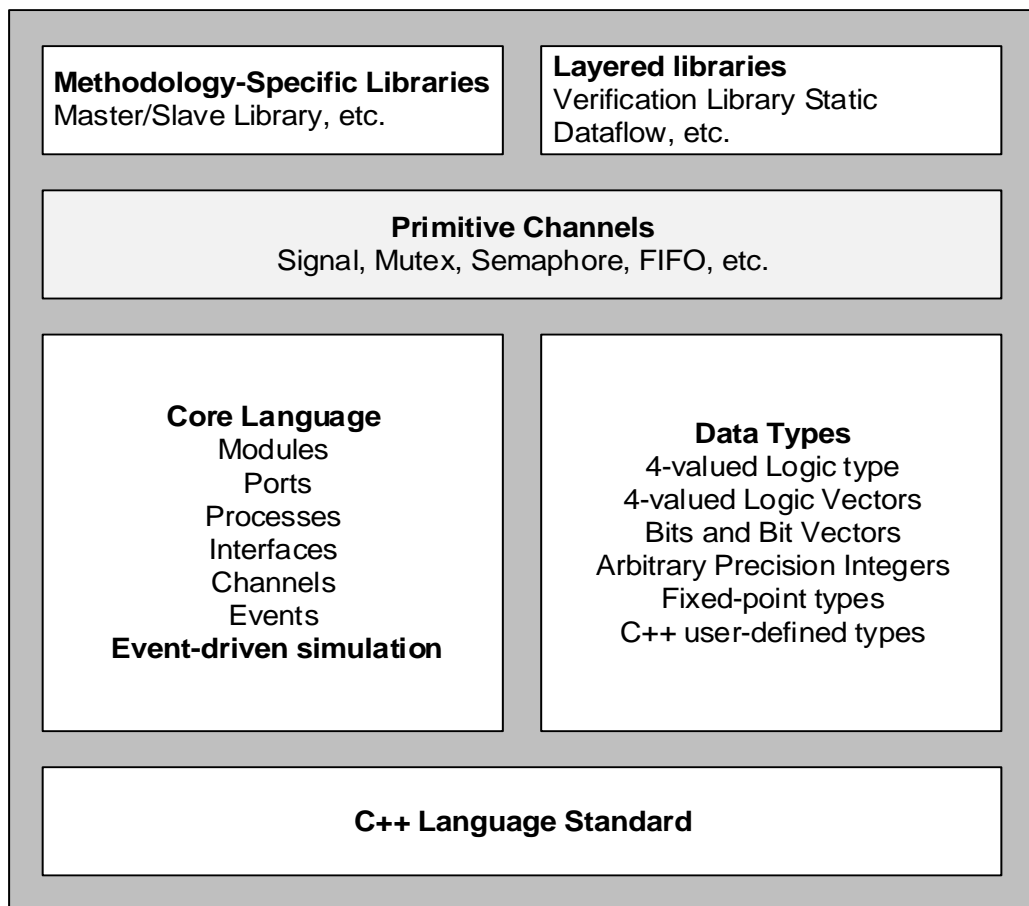 Methodology-Specific Libraries
Master/Slave Library, etc.
Layered libraries
Verification Library Static
Dataflow, etc.
Primitive Channels
Signal, Mutex, Semaphore, FIFO, etc.
Core Language
Modules
Ports
Processes
Interfaces
Channels
Events
Event-driven simulation
Data Types
4-valued Logic type
4-valued Logic Vectors
Bits and Bit Vectors
Arbitrary Precision Integers
Fixed-point types
C++ user-defined types
C++ Language Standard